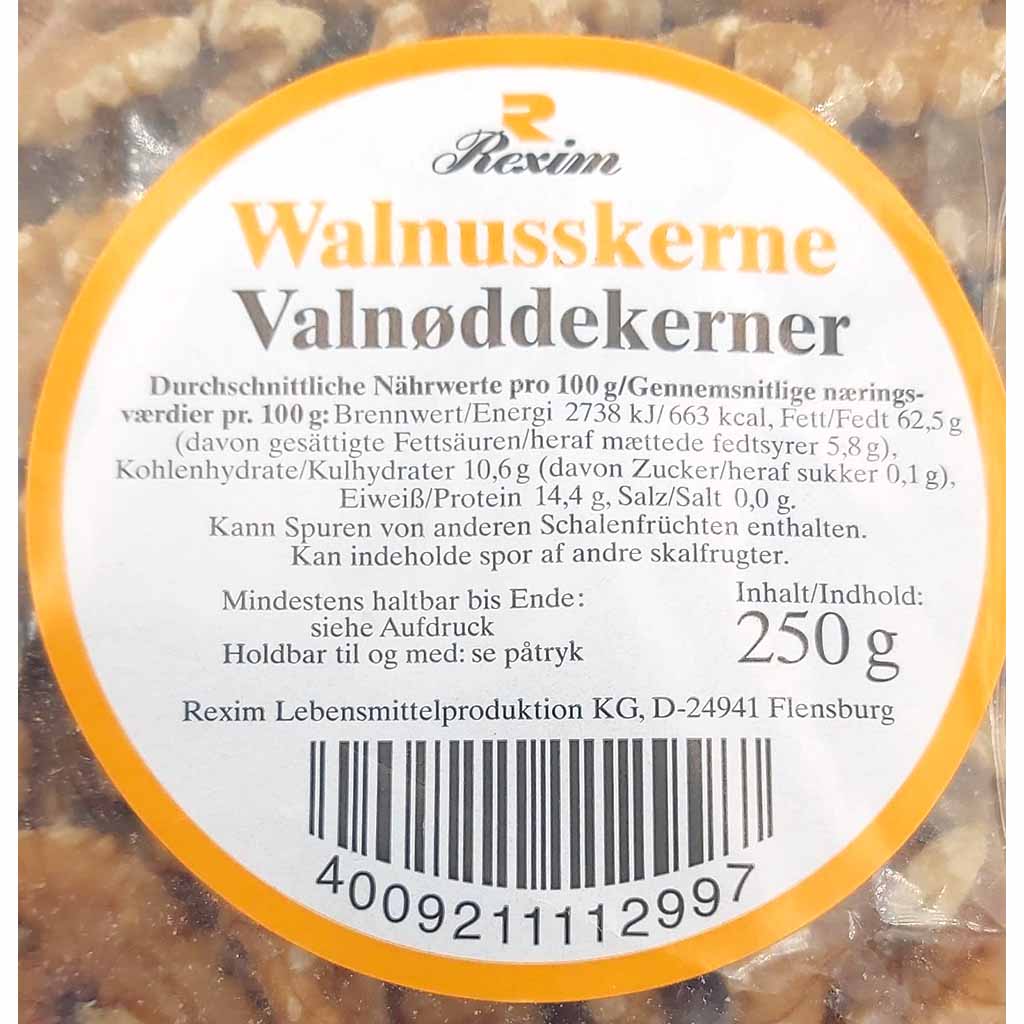 R
Rexim
Walnusskerne
Valnøddekerner
Durchschnittliche Nährwerte pro 100 g/Gennemsnitlige nærings-
værdier pr. 100 g: Brennwert/Energi 2738 kJ/ 663 kcal, Fett/Fedt 62,5 g
(davon gesättigte Fettsäuren/heraf mættede fedtsyrer 5,8 g),
Kohlenhydrate/Kulhydrater 10,6 g (davon Zucker/heraf sukker 0,1 g),
Eiweiß/Protein 14,4 g, Salz/Salt 0,0 g.
Kann Spuren von anderen Schalenfrüchten enthalten.
Kan indeholde spor af andre skalfrugter.
Mindestens haltbar bis Ende:
siehe Aufdruck
Holdbar til og med: se påtryk
Inhalt/Indhold:
250 g
Rexim Lebensmittelproduktion KG, D-24941 Flensburg
4009211112997